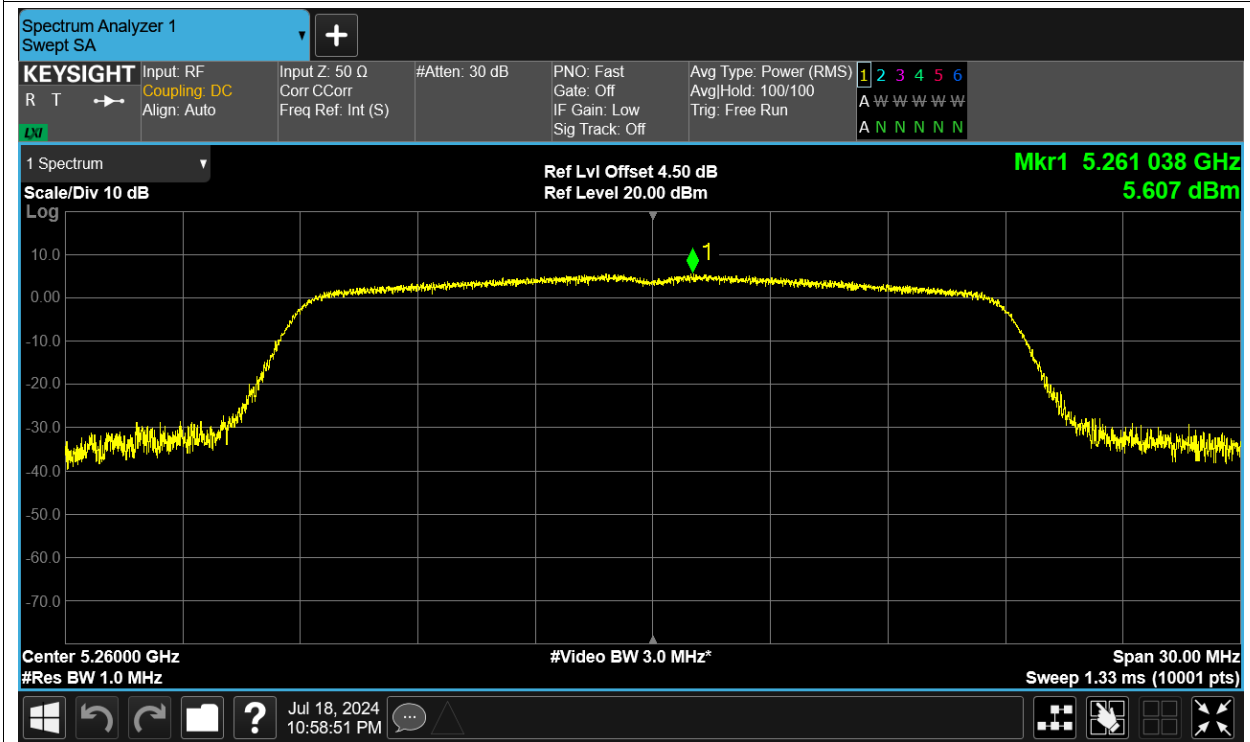 Spectrum Analyzer 1
Swept SA
+
KEYSIGHT
R T
LXI
Input: RF
Coupling: DC
Align: Auto
Input Z: 50 Ω
Corr CCorr
Freq Ref: Int (S)
#Atten: 30 dB
PNO: Fast
Gate: Off
IF Gain: Low
Sig Track: Off
Avg Type: Power (RMS)
Avg|Hold: 100/100
Trig: Free Run
1 2 3 4 5 6
A W W W W W
A N N N N N
1 Spectrum
Scale/Div 10 dB
Log
Ref Lvl Offset 4.50 dB
Ref Level 20.00 dBm
Mkr1 5.261 038 GHz
5.607 dBm
1
10.0
0.00
-10.0
-20.0
-30.0
-40.0
-50.0
-60.0
-70.0
Center 5.26000 GHz
#Res BW 1.0 MHz
#Video BW 3.0 MHz*
Span 30.00 MHz
Sweep 1.33 ms (10001 pts)
?
Jul 18, 2024
10:58:51 PM